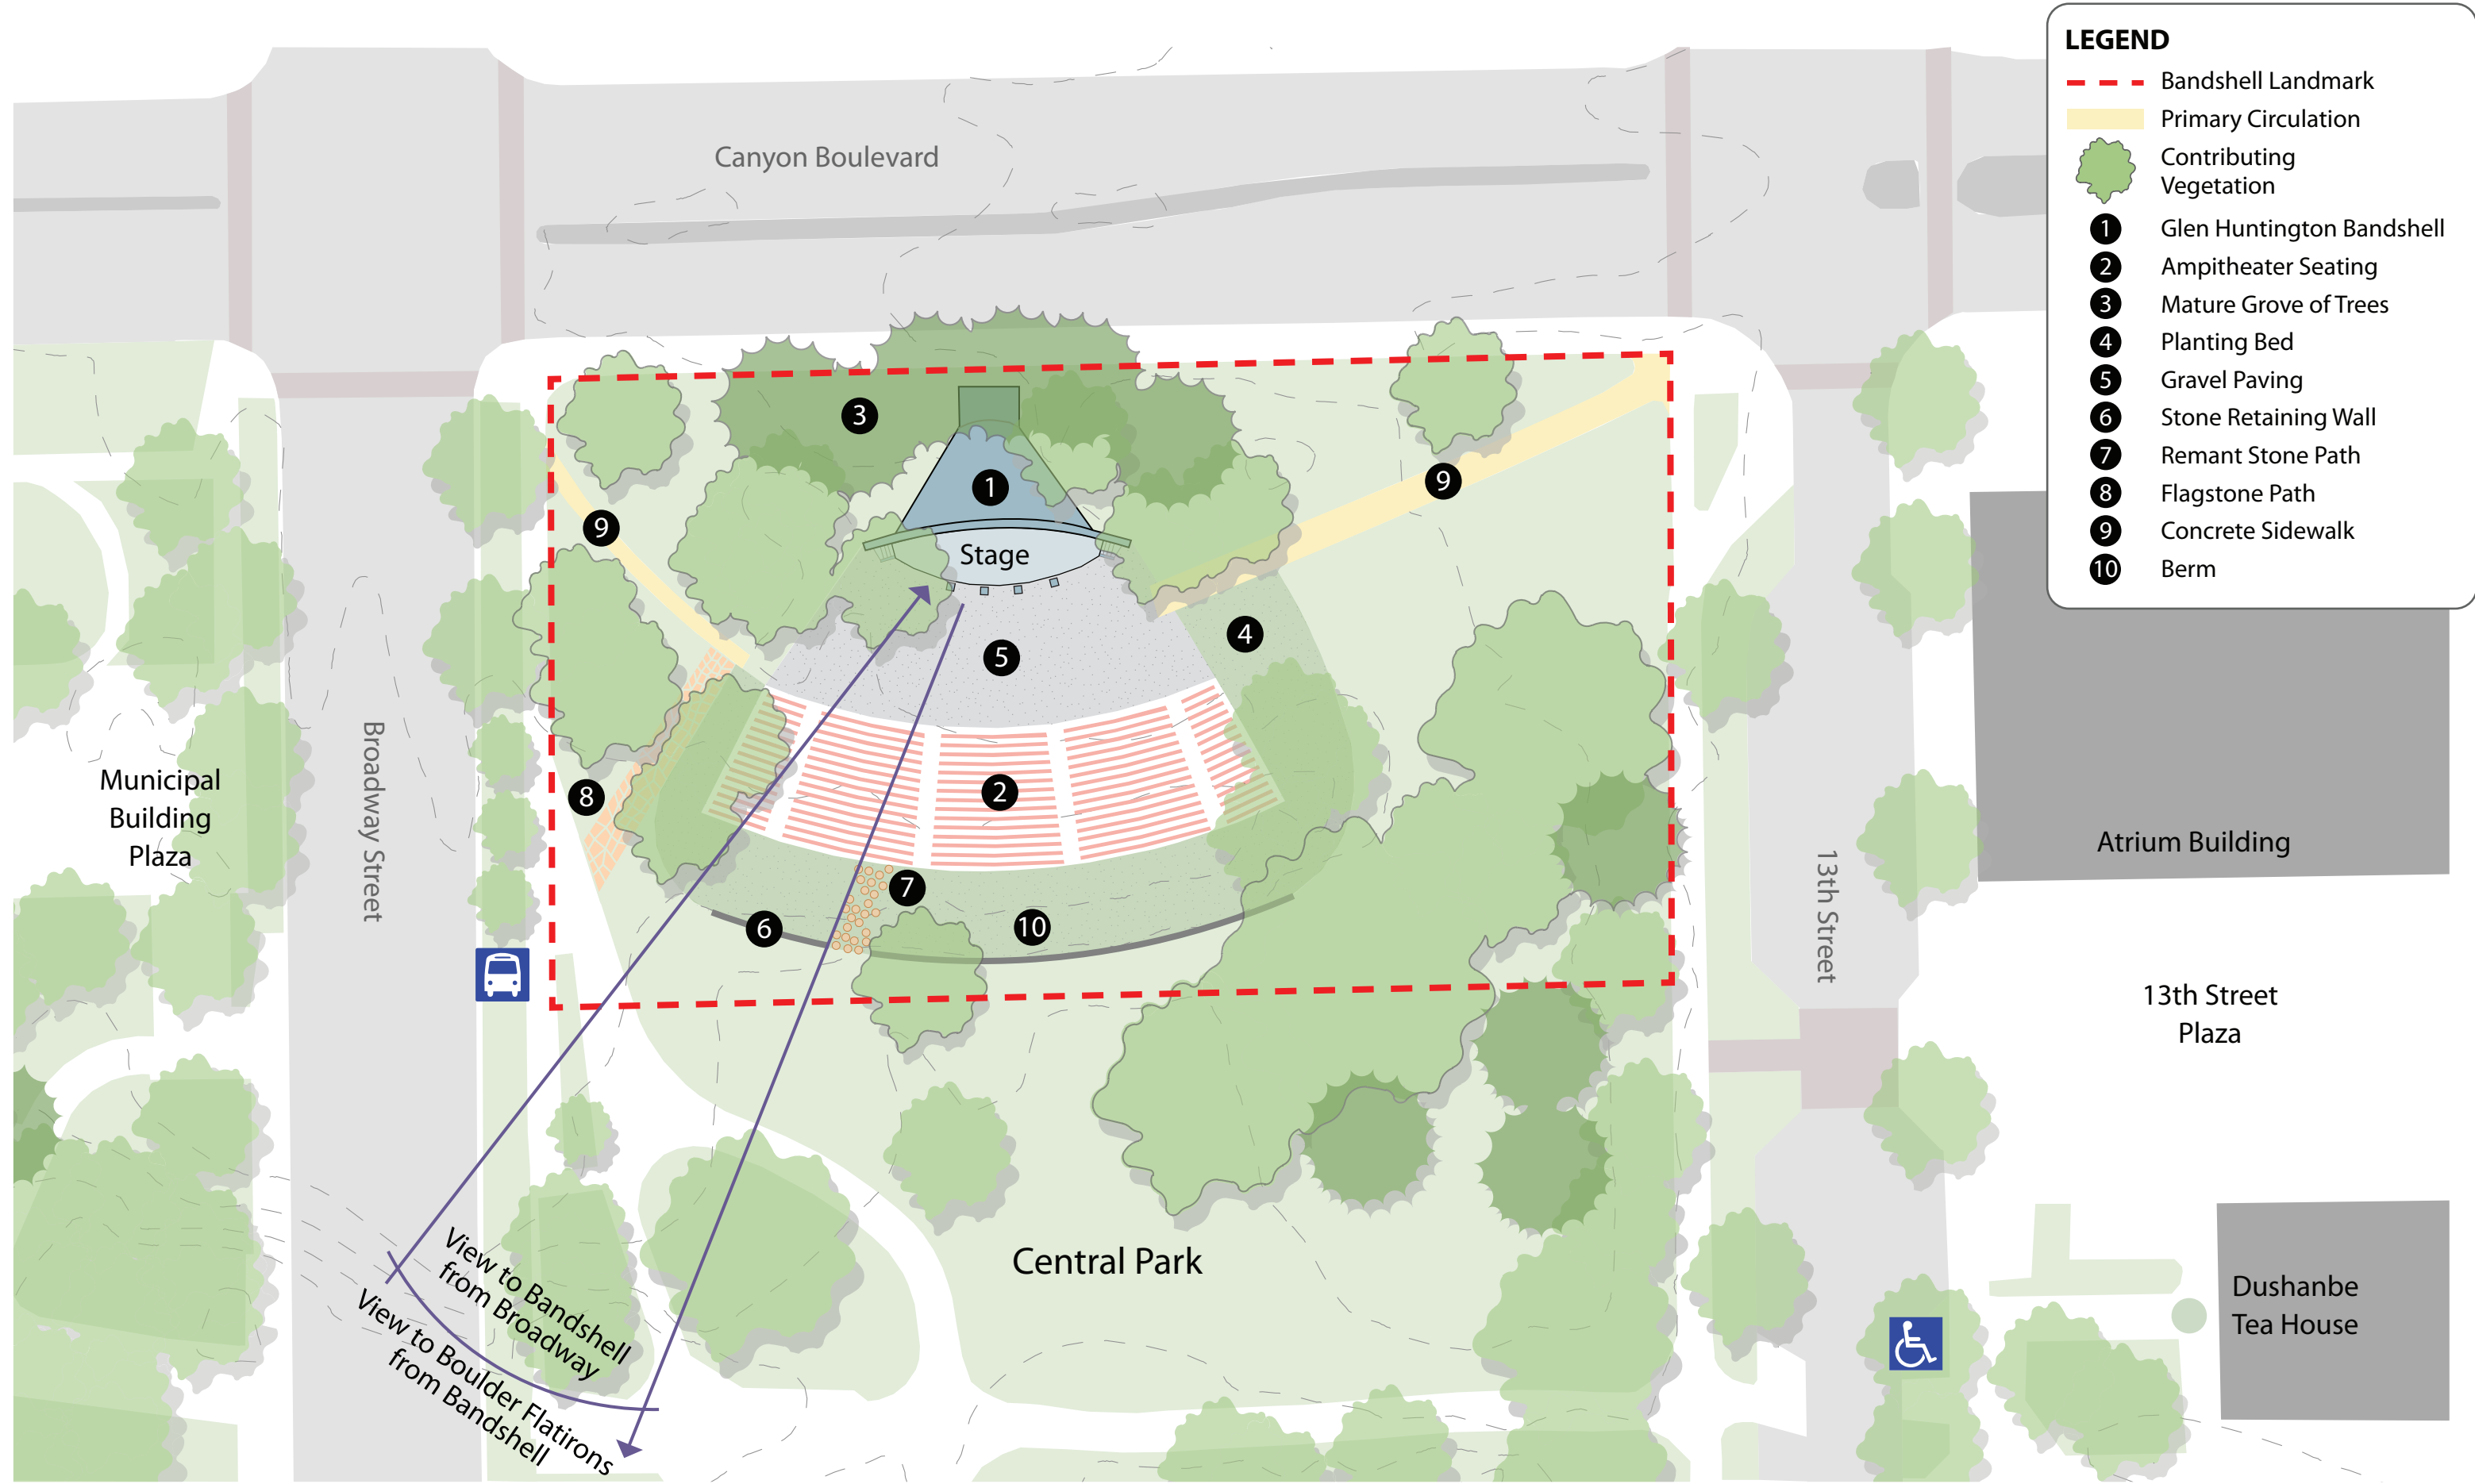 LEGEND
Bandshell Landmark
Primary Circulation
Contributing
Vegetation
1 Glen Huntington Bandshell
2 Ampitheater Seating
3 Mature Grove of Trees
4 Planting Bed
5 Gravel Paving
6 Stone Retaining Wall
7 Remant Stone Path
8 Flagstone Path
9 Concrete Sidewalk
10 Berm
Canyon Boulevard
3
1
9
9
Stage
4
5
Municipal
Building
Plaza
Broadway Street
8
2
7
6
10
13th Street
Atrium Building
13th Street
Plaza
Central Park
View to Bandshell
from Broadway
View to Boulder Flatirons
from Bandshell
Dushanbe
Tea House